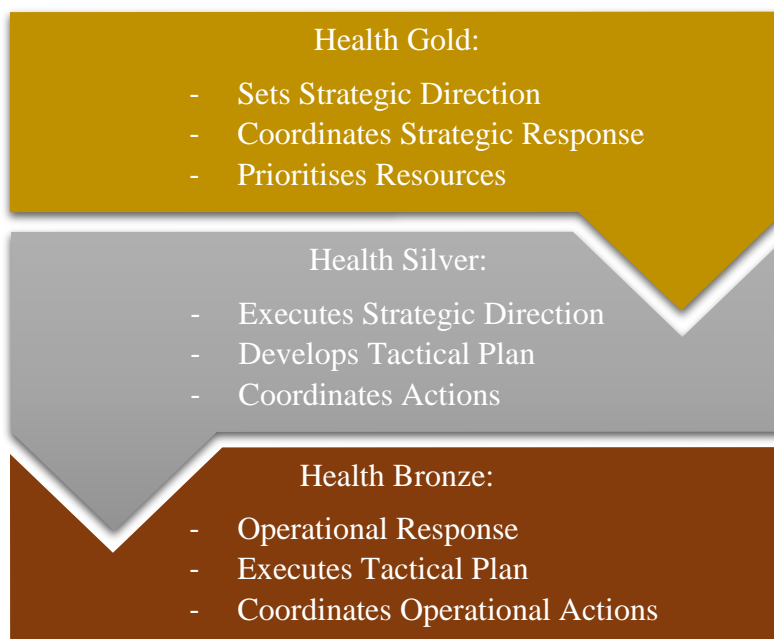 Health Gold:
- Sets Strategic Direction
- Coordinates Strategic Response
- Prioritises Resources
Health Silver:
- Executes Strategic Direction
- Develops Tactical Plan
- Coordinates Actions
Health Bronze:
- Operational Response
- Executes Tactical Plan
- Coordinates Operational Actions